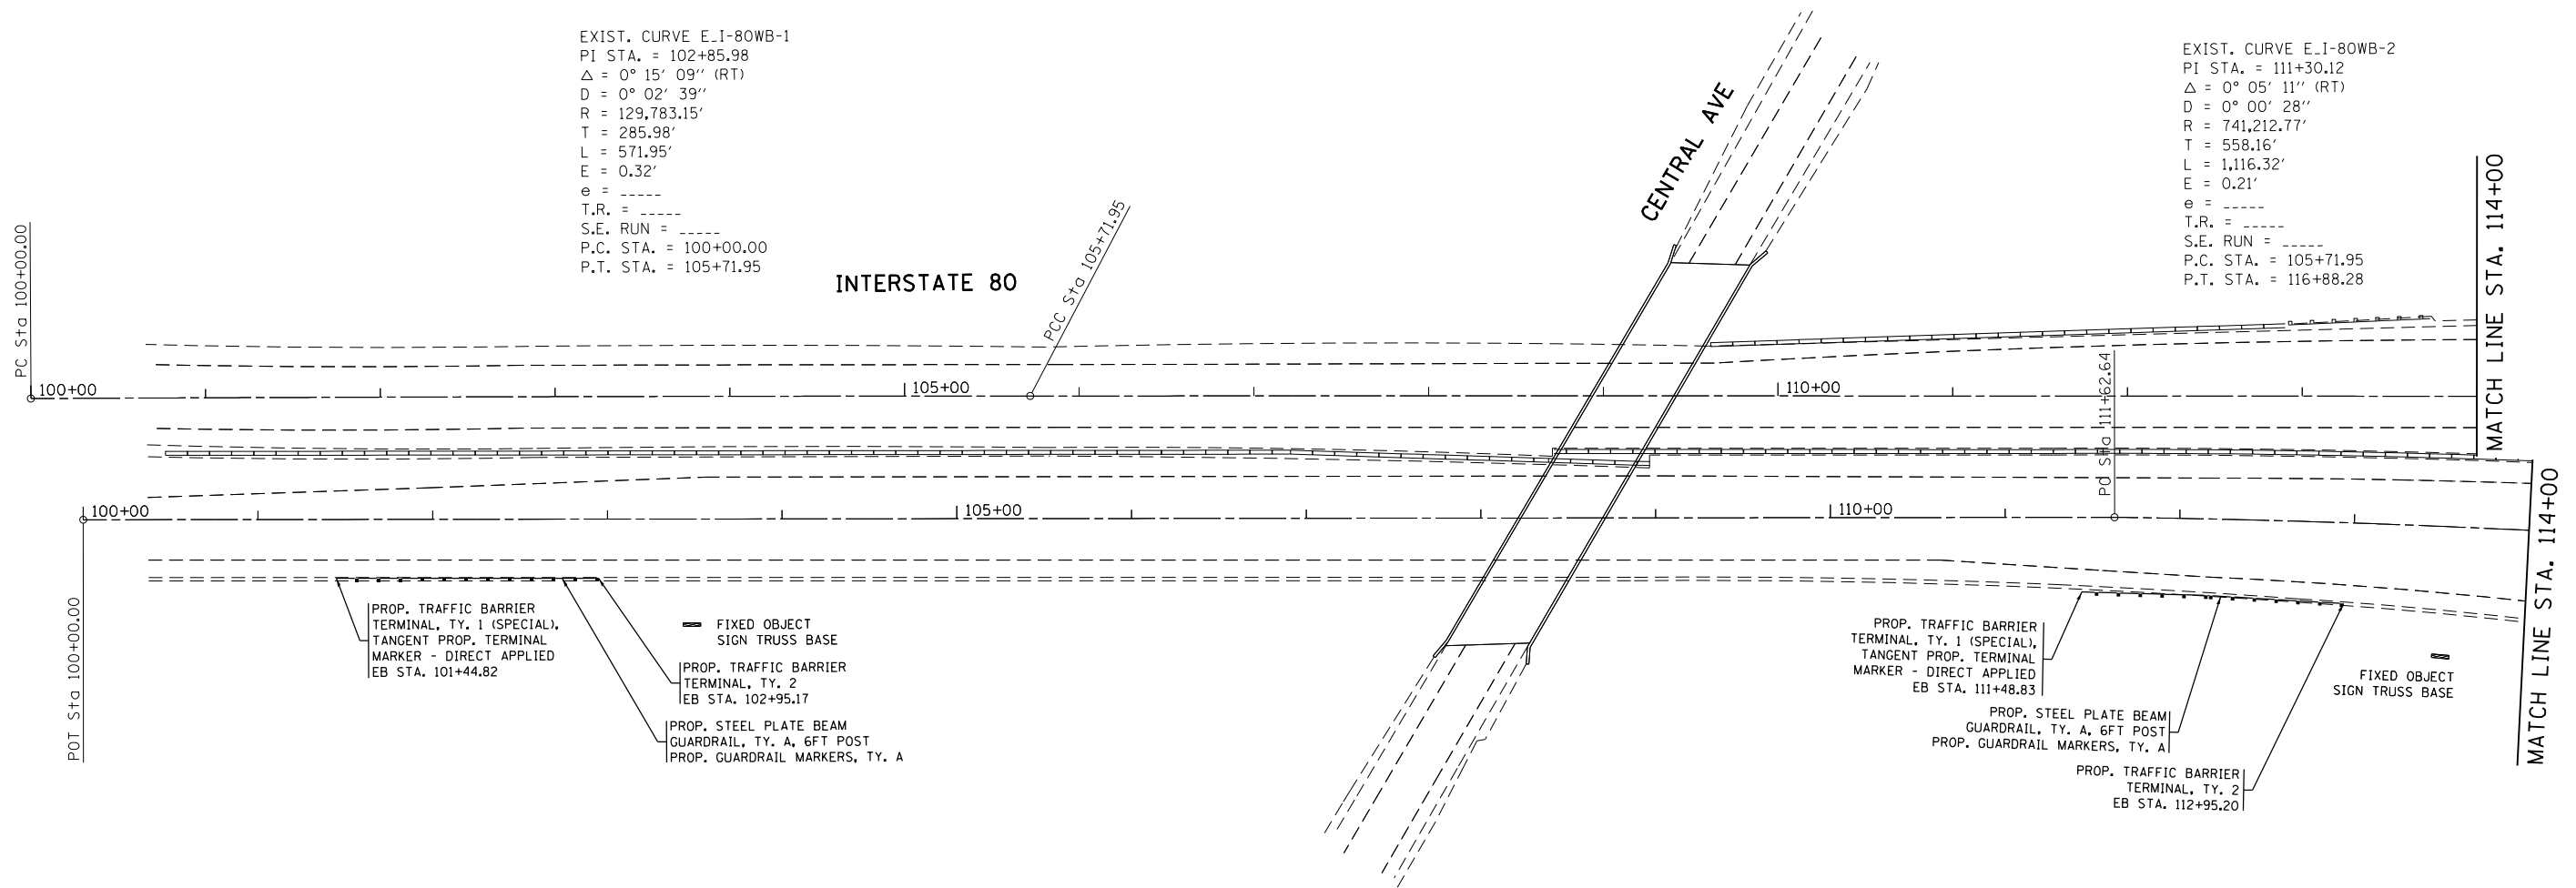 EXIST. CURVE E_I-80WB-1
PI STA. = 102+85.98
△ = 0° 15' 09'' (RT)
D = 0° 02' 39''
R = 129,783.15'
T = 285.98'
L = 571.95'
E = 0.32'
e = _____
T.R. = _____
S.E. RUN = _____
P.C. STA. = 100+00.00
P.T. STA. = 105+71.95
EXIST. CURVE E_I-80WB-2
PI STA. = 111+30.12
△ = 0° 05' 11'' (RT)
D = 0° 00' 28''
R = 741,212.77'
T = 558.16'
L = 1,116.32'
E = 0.21'
e = _____
T.R. = _____
S.E. RUN = _____
P.C. STA. = 105+71.95
P.T. STA. = 116+88.28
CENTRAL AVE
INTERSTATE 80
PC Sta 100+00.00
PCC Sta 105+71.95
MATCH LINE STA. 114+00
100+00
105+00
110+00
PC Sta 111+62.64
100+00
105+00
110+00
POT Sta 100+00.00
MATCH LINE STA. 114+00
PROP. TRAFFIC BARRIER
TERMINAL, TY. 1 (SPECIAL),
TANGENT PROP. TERMINAL
MARKER - DIRECT APPLIED
EB STA. 101+44.82
FIXED OBJECT
SIGN TRUSS BASE
PROP. TRAFFIC BARRIER
TERMINAL, TY. 2
EB STA. 102+95.17
PROP. STEEL PLATE BEAM
GUARDRAIL, TY. A, 6FT POST
PROP. GUARDRAIL MARKERS, TY. A
PROP. TRAFFIC BARRIER
TERMINAL, TY. 1 (SPECIAL),
TANGENT PROP. TERMINAL
MARKER - DIRECT APPLIED
EB STA. 111+48.83
FIXED OBJECT
SIGN TRUSS BASE
PROP. STEEL PLATE BEAM
GUARDRAIL, TY. A, 6FT POST
PROP. GUARDRAIL MARKERS, TY. A
PROP. TRAFFIC BARRIER
TERMINAL, TY. 2
EB STA. 112+95.20